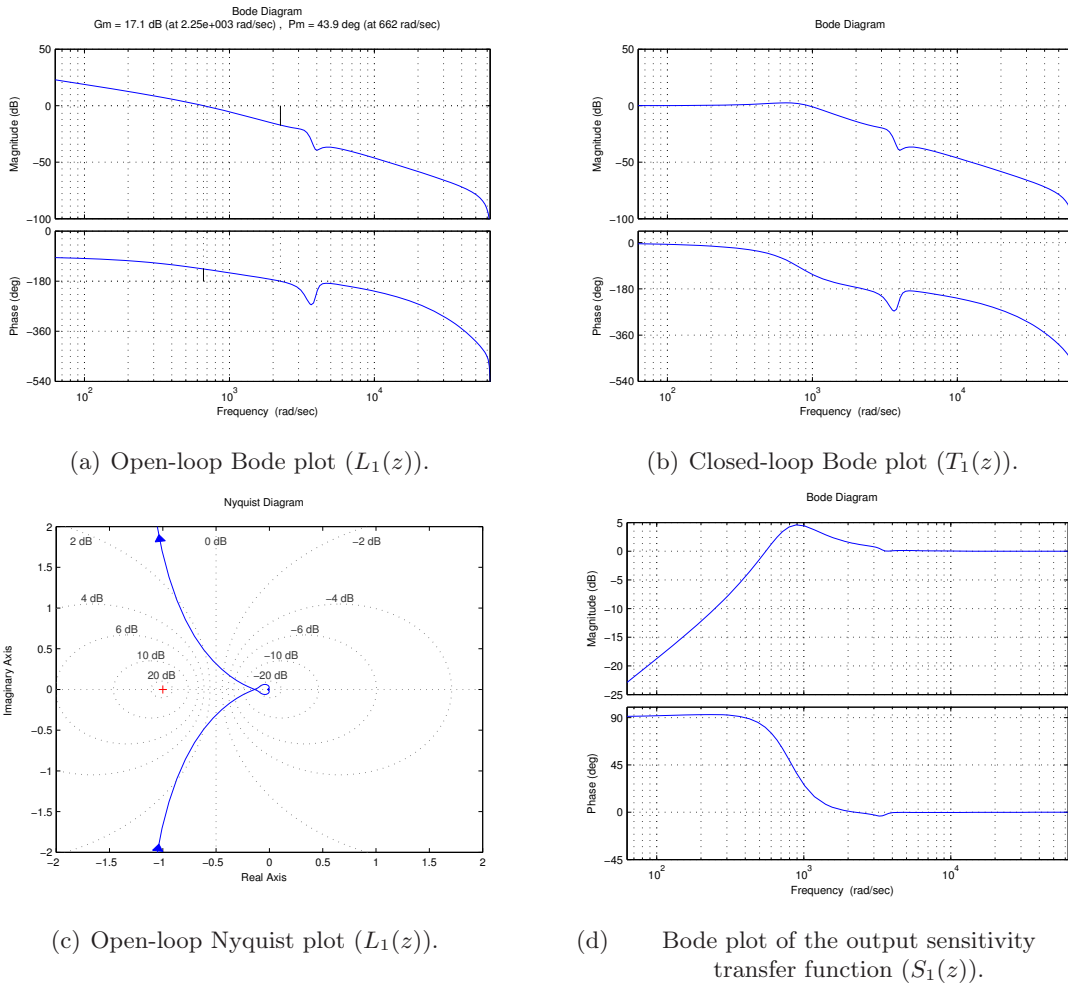 Bode Diagram
Gm = 17.1 dB (at 2.25e+003 rad/sec) , Pm = 43.9 deg (at 662 rad/sec)
Magnitude (dB)
50
0
−50
−100
Phase (deg)
0
−180
−360
−540
10^2
10^3
10^4
Frequency (rad/sec)
(a) Open-loop Bode plot (L₁(z)).
Bode Diagram
Magnitude (dB)
50
0
−50
−100
Phase (deg)
0
−180
−360
−540
10^2
10^3
10^4
Frequency (rad/sec)
(b) Closed-loop Bode plot (T₁(z)).
Nyquist Diagram
Imaginary Axis
2
1.5
1
0.5
0
−0.5
−1
−1.5
−2
2 dB
0 dB
−2 dB
4 dB
−4 dB
6 dB
−6 dB
10 dB
−10 dB
20 dB
−20 dB
−2
−1.5
−1
−0.5
0
0.5
1
1.5
2
Real Axis
(c) Open-loop Nyquist plot (L₁(z)).
Bode Diagram
Magnitude (dB)
5
0
−5
−10
−15
−20
−25
Phase (deg)
90
45
0
−45
10^2
10^3
10^4
Frequency (rad/sec)
(d) Bode plot of the output sensitivity
transfer function (S₁(z)).